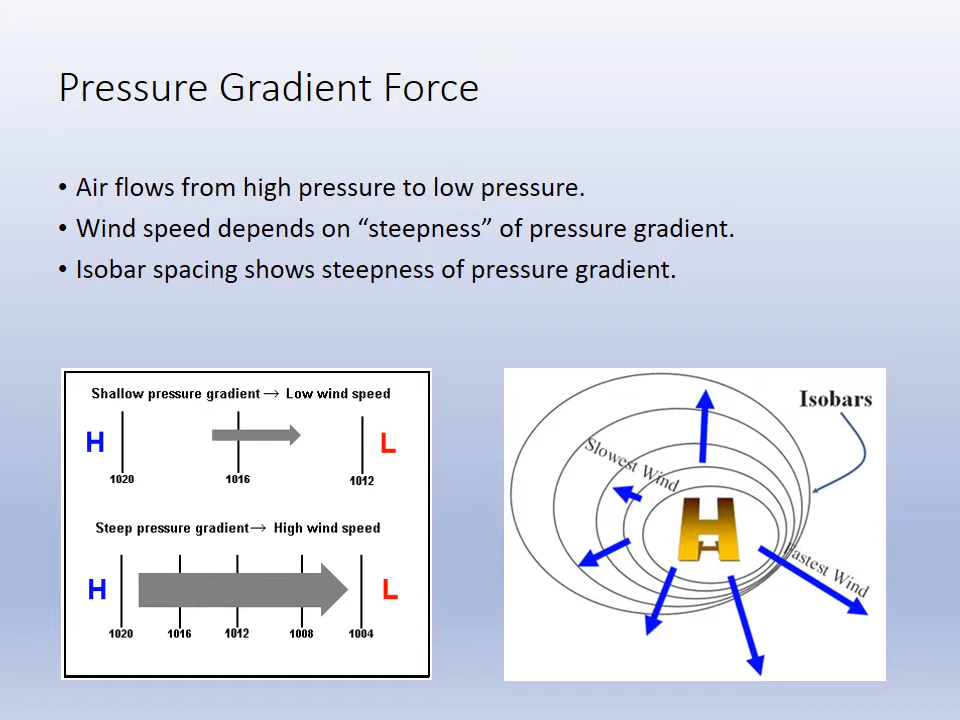 Pressure Gradient Force
• Air flows from high pressure to low pressure.
• Wind speed depends on “steepness” of pressure gradient.
• Isobar spacing shows steepness of pressure gradient.
Shallow pressure gradient → Low wind speed
H L
1020 1016 1012
Steep pressure gradient → High wind speed
H L
1020 1016 1012 1008 1004
Isobars
Slowest Wind
H
Fastest Wind